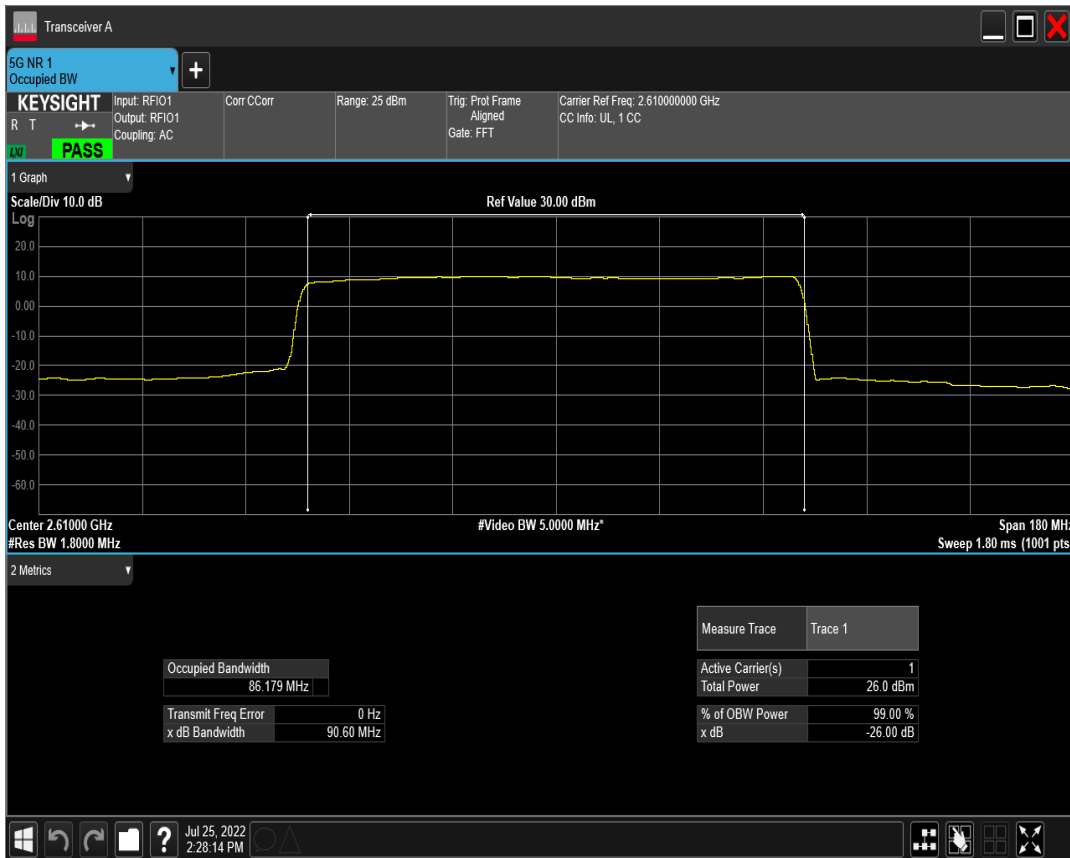 Transceiver A
5G NR 1
Occupied BW
+
KEYSIGHT
R T
LXI
PASS
Input: RFIO1
Output: RFIO1
Coupling: AC
Corr CCorr
Range: 25 dBm
Trig: Prot Frame
Aligned
Gate: FFT
Carrier Ref Freq: 2.610000000 GHz
CC Info: UL, 1 CC
1 Graph
Scale/Div 10.0 dB
Ref Value 30.00 dBm
Log
20.0
10.0
0.00
-10.0
-20.0
-30.0
-40.0
-50.0
-60.0
Center 2.61000 GHz
#Video BW 5.0000 MHz*
Span 180 MHz
#Res BW 1.8000 MHz
Sweep 1.80 ms (1001 pts
2 Metrics
Measure Trace Trace 1
Occupied Bandwidth
86.179 MHz
Active Carrier(s) 1
Total Power 26.0 dBm
Transmit Freq Error 0 Hz
x dB Bandwidth 90.60 MHz
% of OBW Power 99.00 %
x dB -26.00 dB
?
Jul 25, 2022
2:28:14 PM